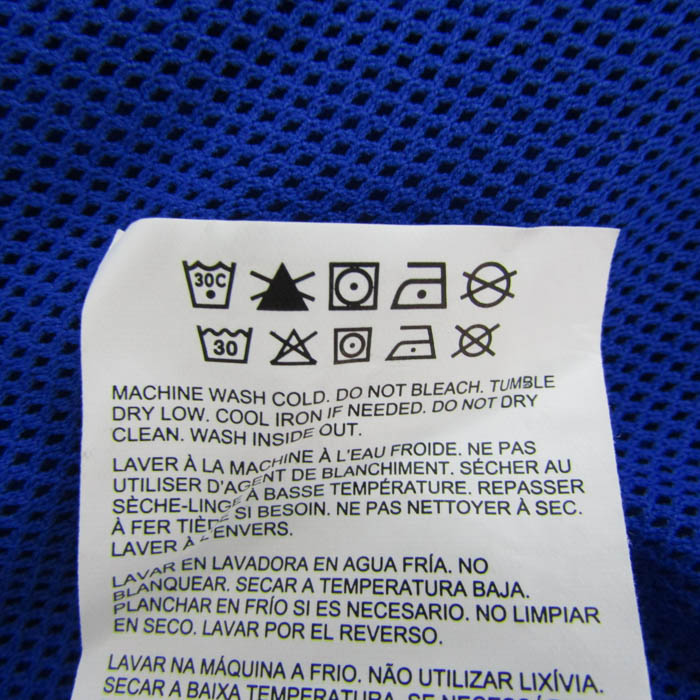 30C
30
MACHINE WASH COLD. DO NOT BLEACH. TUMBLE
DRY LOW. COOL IRON IF NEEDED. DO NOT DRY
CLEAN. WASH INSIDE OUT.
LAVER À LA MACHINE À L'EAU FROIDE. NE PAS
UTILISER D'AGENT DE BLANCHIMENT. SÉCHER AU
SÈCHE-LINGE À BASSE TEMPÉRATURE. REPASSER
À FER TIÈDE SI BESOIN. NE PAS NETTOYER À SEC.
LAVER À L'ENVERS.
LAVAR EN LAVADORA EN AGUA FRÍA. NO
BLANQUEAR. SECAR A TEMPERATURA BAJA.
PLANCHAR EN FRÍO SI ES NECESARIO. NO LIMPIAR
EN SECO. LAVAR POR EL REVERSO.
LAVAR NA MÁQUINA A FRIO. NÃO UTILIZAR LIXÍVIA.
SECAR A BAIXA TEMPERATURA. SE NECESSÁRIO